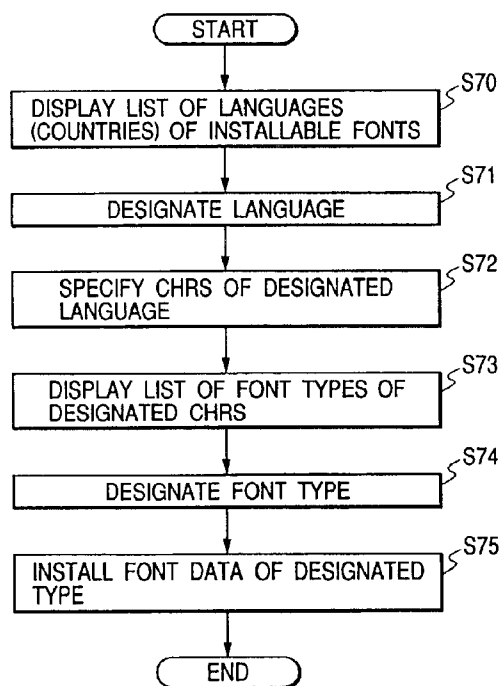 START
S70
DISPLAY LIST OF LANGUAGES
(COUNTRIES) OF INSTALLABLE FONTS
S71
DESIGNATE LANGUAGE
S72
SPECIFY CHRS OF DESIGNATED
LANGUAGE
S73
DISPLAY LIST OF FONT TYPES OF
DESIGNATED CHRS
S74
DESIGNATE FONT TYPE
S75
INSTALL FONT DATA OF DESIGNATED
TYPE
END